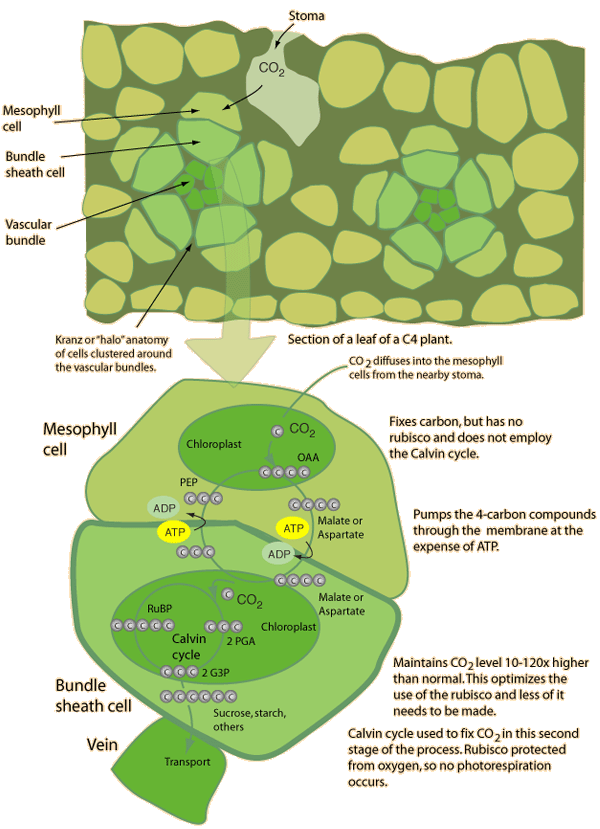 Stoma
CO2
Mesophyll
cell
Bundle
sheath cell
Vascular
bundle
Kranz or "halo" anatomy
of cells clustered around
the vascular bundles.
Section of a leaf of a C4 plant.
CO2 diffuses into the mesophyll
cells from the nearby stoma.
Mesophyll
cell
Chloroplast
C
CO2
OAA
C C C C
Fixes carbon, but has no
rubisco and does not employ
the Calvin cycle.
PEP
C C C
C C C C
Malate or
Aspartate
ADP
ATP
ATP
ADP
C C C
Pumps the 4-carbon compounds
through the membrane at the
expense of ATP.
C C C C
Malate or
Aspartate
C
CO2
RuBP
C C C C C
Calvin
cycle
C C C
2 PGA
Chloroplast
C C C
2 G3P
Bundle
sheath cell
C C C C C C
Sucrose, starch,
others
Maintains CO2 level 10-120x higher
than normal. This optimizes the
use of the rubisco and less of it
needs to be made.
Calvin cycle used to fix CO2 in this second
stage of the process. Rubisco protected
from oxygen, so no photorespiration
occurs.
Vein
Transport